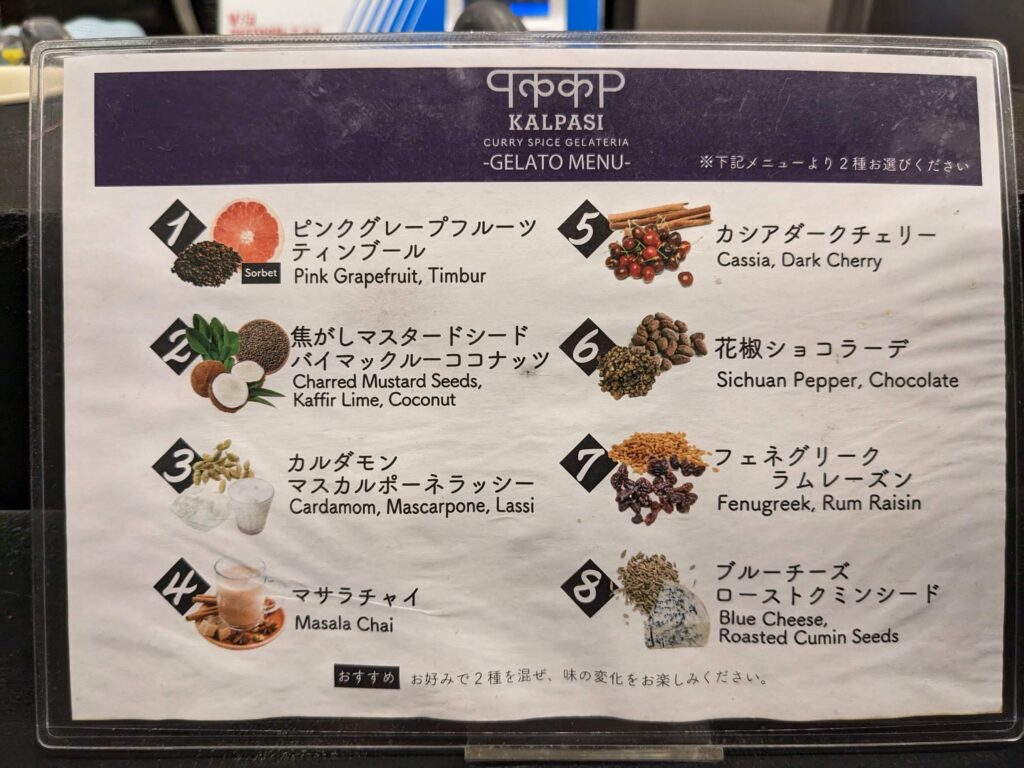 KALPASI
CURRY SPICE GELATERIA
-GELATO MENU-
※下記メニューより2種お選びください
1
ピンクグレープフルーツ
ティンブール
Sorbet
Pink Grapefruit, Timbur
2
焦がしマスタードシード
バイマックルーココナッツ
Charred Mustard Seeds,
Kaffir Lime, Coconut
3
カルダモン
マスカルポーネラッシー
Cardamom, Mascarpone, Lassi
4
マサラチャイ
Masala Chai
5
カシアダークチェリー
Cassia, Dark Cherry
6
花椒ショコラーデ
Sichuan Pepper, Chocolate
7
フェネグリーク
ラムレーズン
Fenugreek, Rum Raisin
8
ブルーチーズ
ローストクミンシード
Blue Cheese,
Roasted Cumin Seeds
おすすめ お好みで2種を混ぜ、味の変化をお楽しみください。